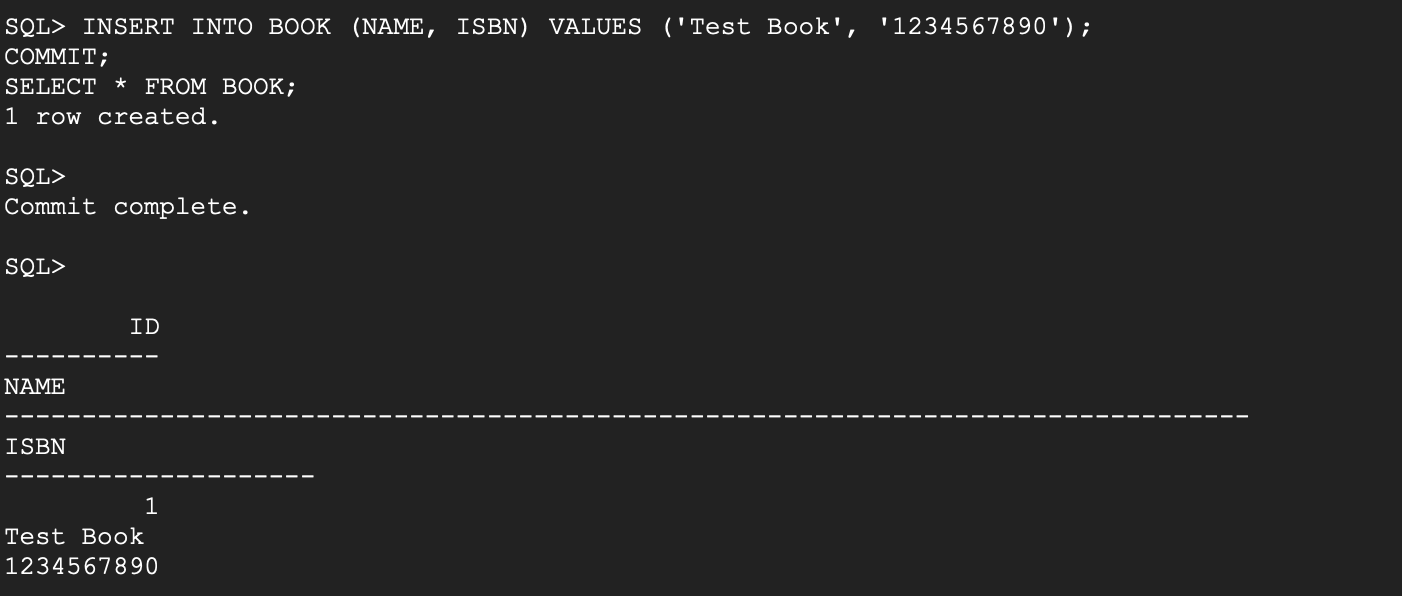 SQL> INSERT INTO BOOK (NAME, ISBN) VALUES ('Test Book', '1234567890');
COMMIT;
SELECT * FROM BOOK;
1 row created.

SQL>
Commit complete.

SQL>

        ID
----------
NAME
--------------------------------------------------------------------------------
ISBN
--------------------
         1
Test Book
1234567890